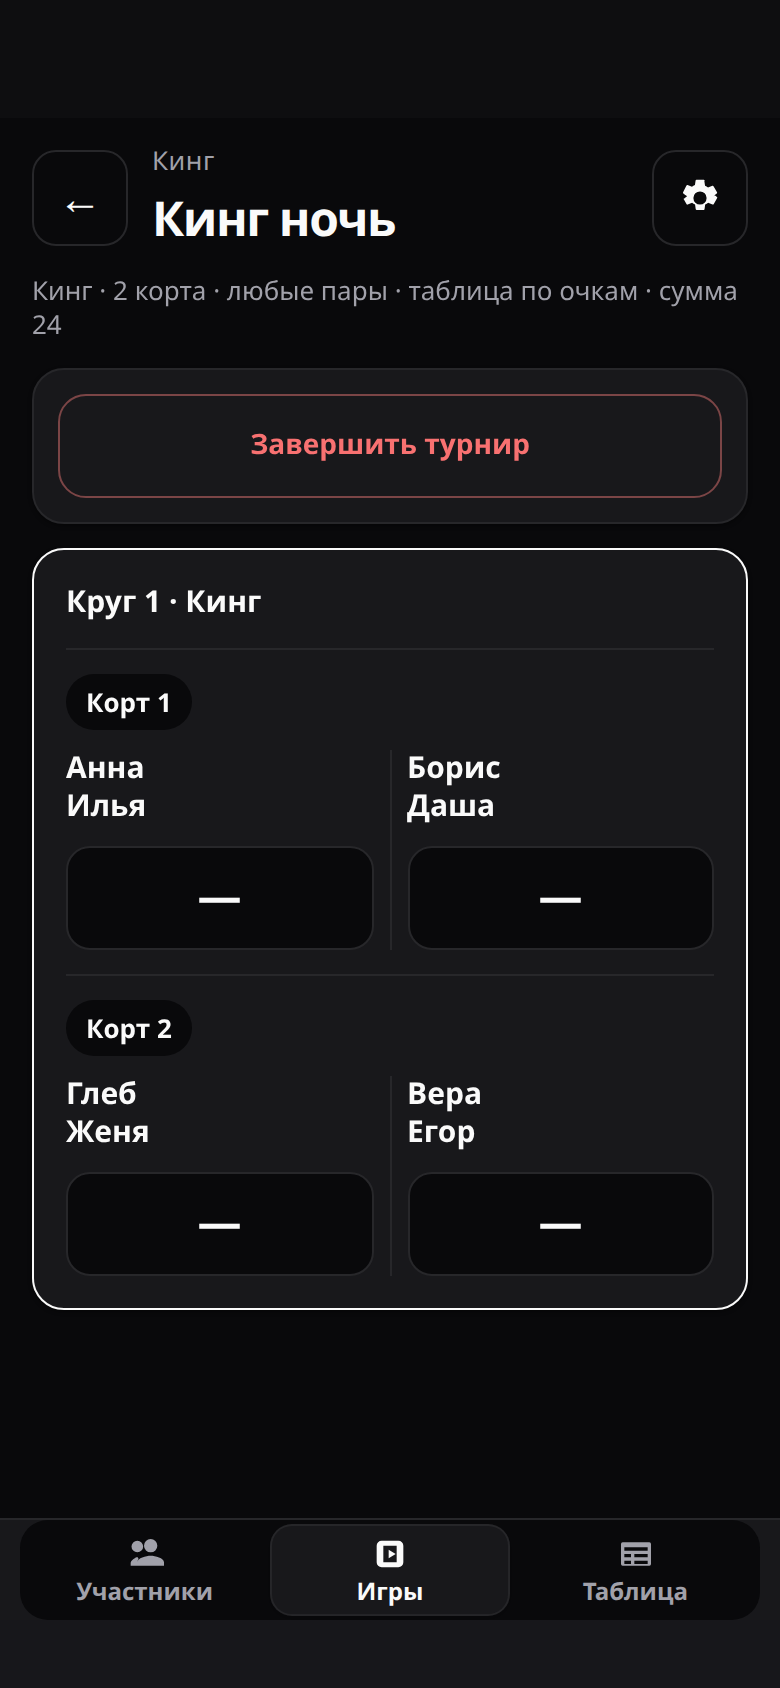 Кинг
←
Кинг ночь
Кинг · 2 корта · любые пары · таблица по очкам · сумма
24
Завершить турнир
Круг 1 · Кинг
Корт 1
Анна
Илья
Борис
Даша
—
—
Корт 2
Глеб
Женя
Вера
Егор
—
—
Участники
Игры
Таблица